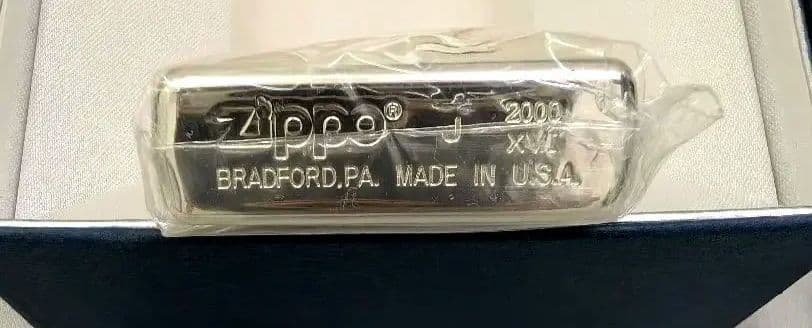 Zippo® J 2000
XVI
BRADFORD,PA. MADE IN U.S.A.